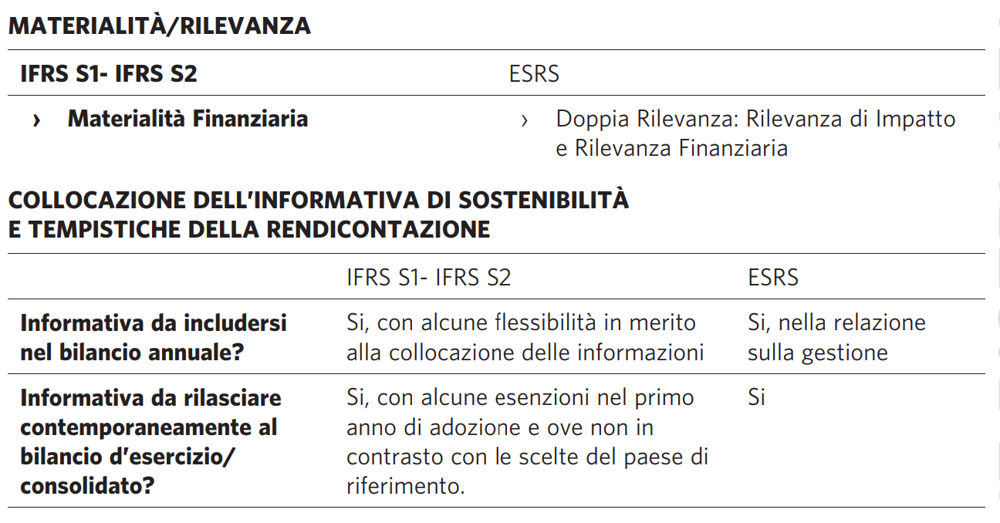 MATERIALITÀ/RILEVANZA
IFRS S1- IFRS S2 ESRS
› Materialità Finanziaria › Doppia Rilevanza: Rilevanza di Impatto
e Rilevanza Finanziaria
COLLOCAZIONE DELL’INFORMATIVA DI SOSTENIBILITÀ
E TEMPISTICHE DELLA RENDICONTAZIONE
IFRS S1- IFRS S2 ESRS
Informativa da includersi
nel bilancio annuale?
Si, con alcune flessibilità in merito
alla collocazione delle informazioni
Si, nella relazione
sulla gestione
Informativa da rilasciare
contemporaneamente al
bilancio d’esercizio/
consolidato?
Si, con alcune esenzioni nel primo
anno di adozione e ove non in
contrasto con le scelte del paese di
riferimento.
Si